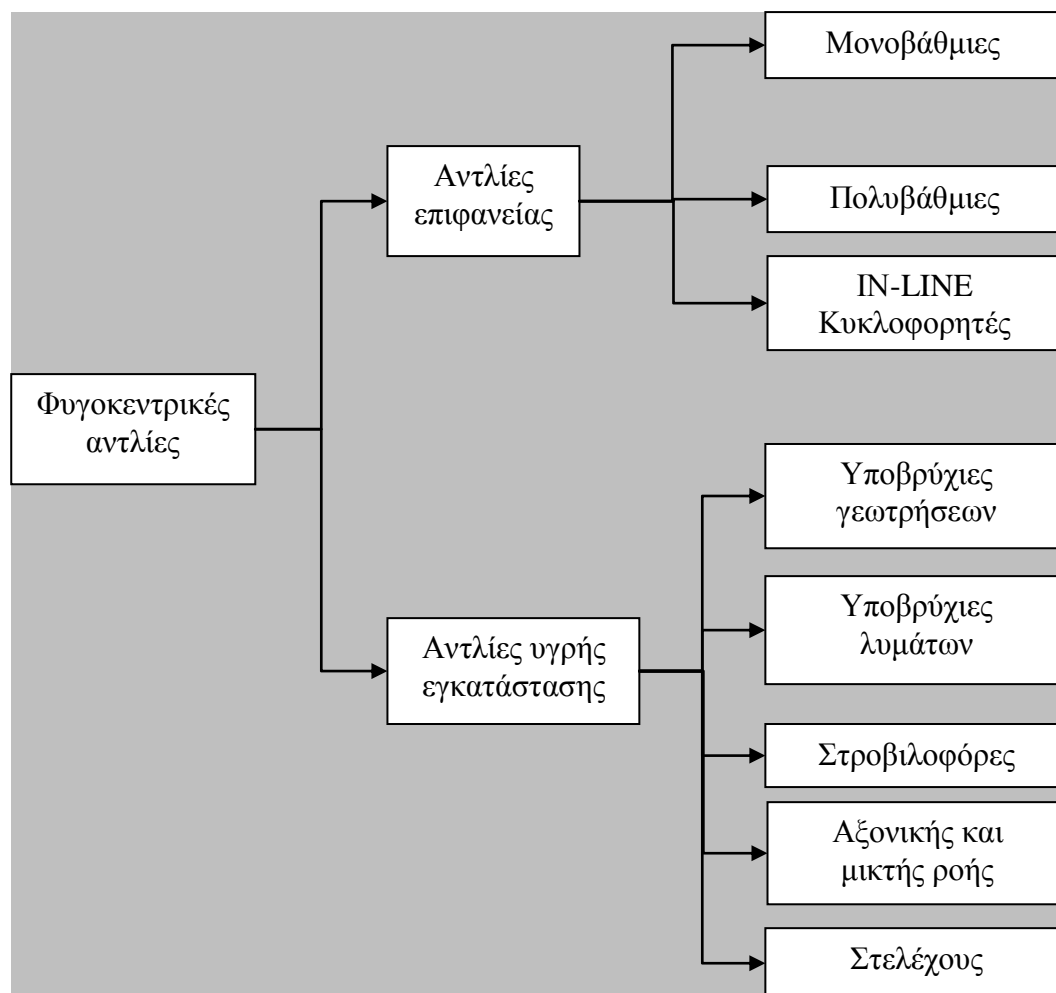 Μονοβάθμιες
Αντλίες
επιφανείας
Πολυβάθμιες
IN-LINE
Κυκλοφορητές
Φυγοκεντρικές
αντλίες
Υποβρύχιες
γεωτρήσεων
Υποβρύχιες
λυμάτων
Αντλίες υγρής
εγκατάστασης
Στροβιλοφόρες
Αξονικής και
μικτής ροής
Στελέχους